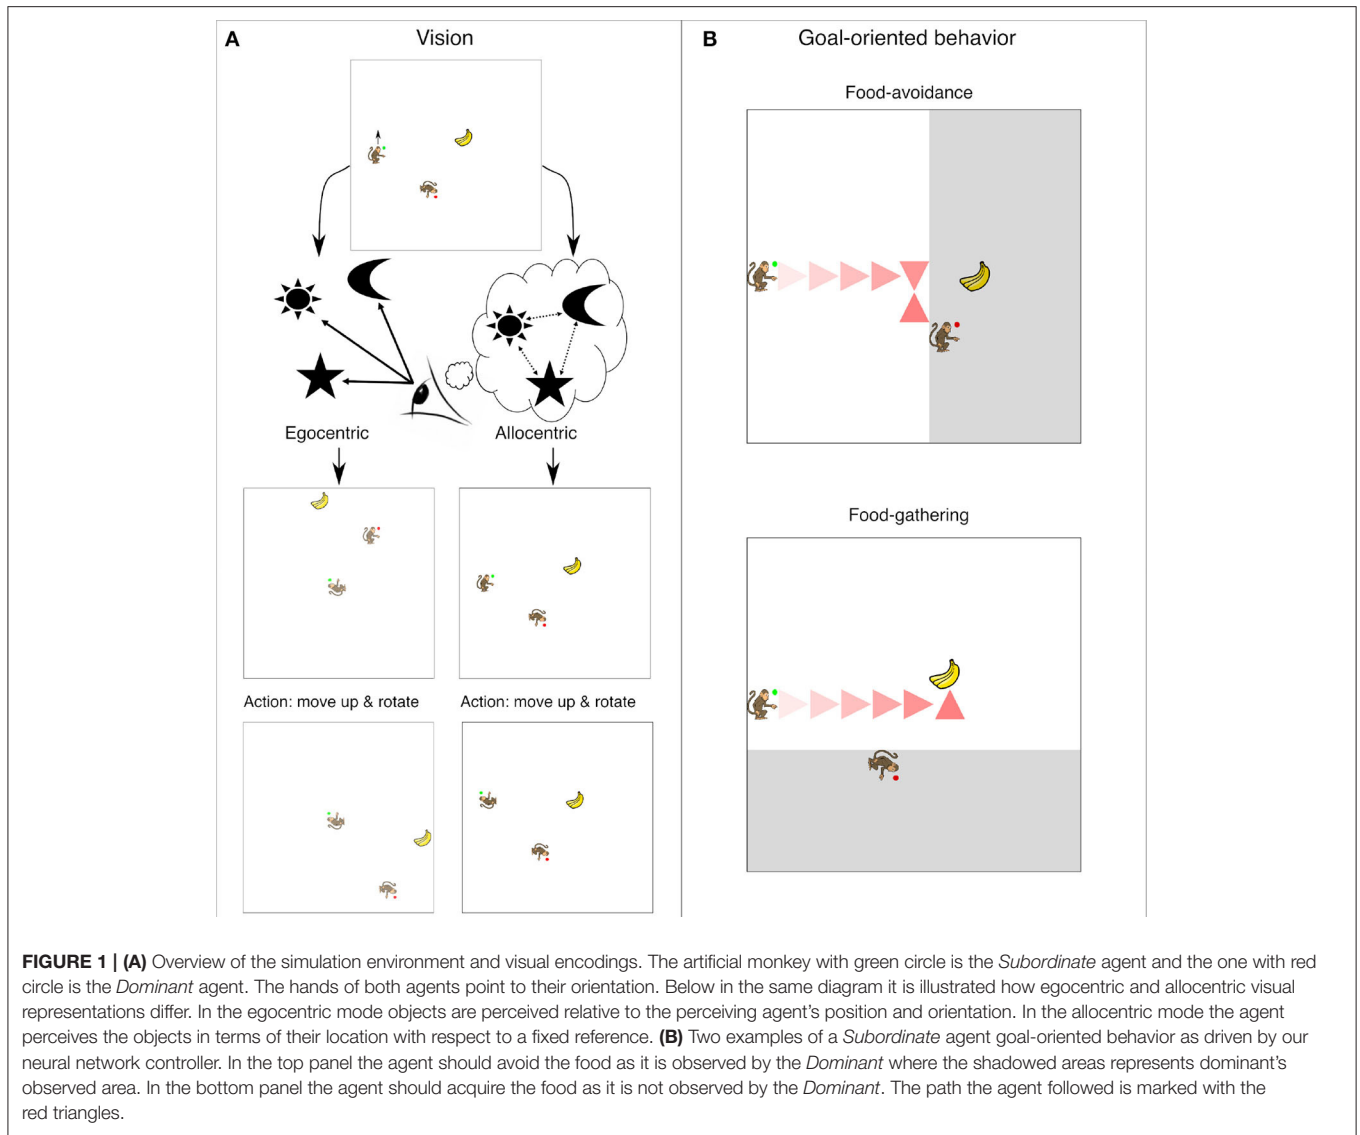 A
Vision
Egocentric
Allocentric
Action: move up & rotate
Action: move up & rotate
B
Goal-oriented behavior
Food-avoidance
Food-gathering
FIGURE 1 | (A) Overview of the simulation environment and visual encodings. The artificial monkey with green circle is the Subordinate agent and the one with red
circle is the Dominant agent. The hands of both agents point to their orientation. Below in the same diagram it is illustrated how egocentric and allocentric visual
representations differ. In the egocentric mode objects are perceived relative to the perceiving agent's position and orientation. In the allocentric mode the agent
perceives the objects in terms of their location with respect to a fixed reference. (B) Two examples of a Subordinate agent goal-oriented behavior as driven by our
neural network controller. In the top panel the agent should avoid the food as it is observed by the Dominant where the shadowed areas represents dominant's
observed area. In the bottom panel the agent should acquire the food as it is not observed by the Dominant. The path the agent followed is marked with the
red triangles.